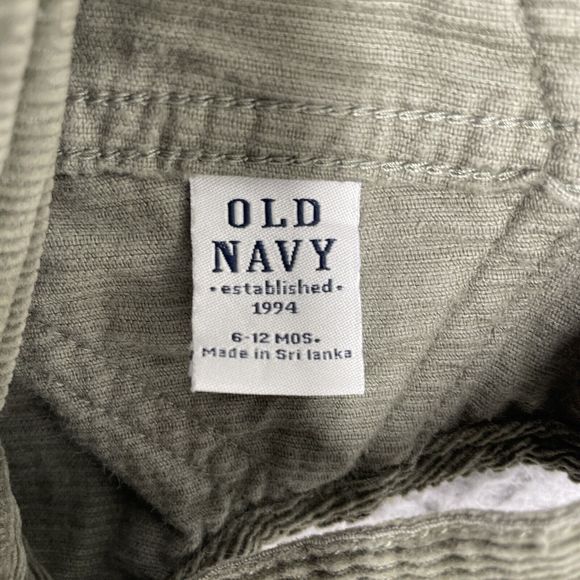 OLD
NAVY
• established •
1994
6-12 MOS.
Made in Sri lanka